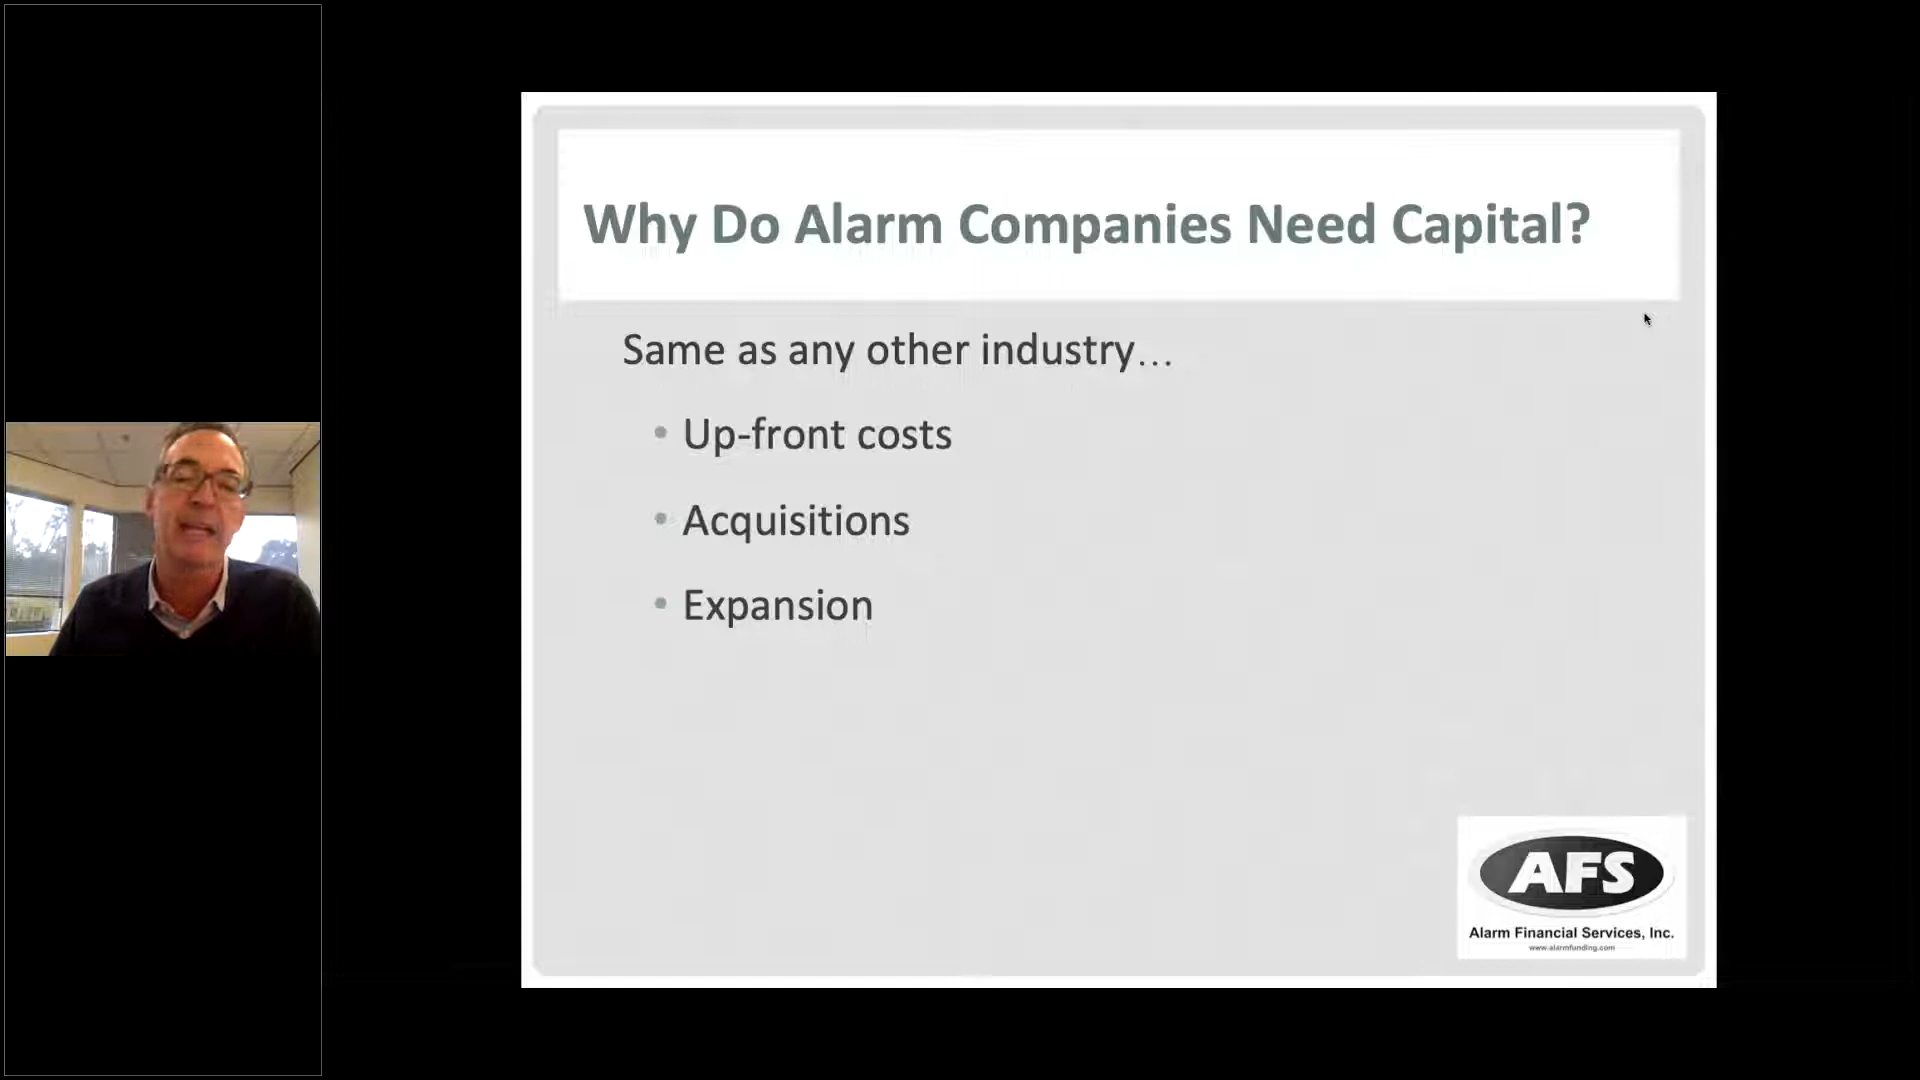 Why Do Alarm Companies Need Capital?
Same as any other industry…
• Up-front costs
• Acquisitions
• Expansion
AFS
Alarm Financial Services, Inc.
www.alarmfunding.com